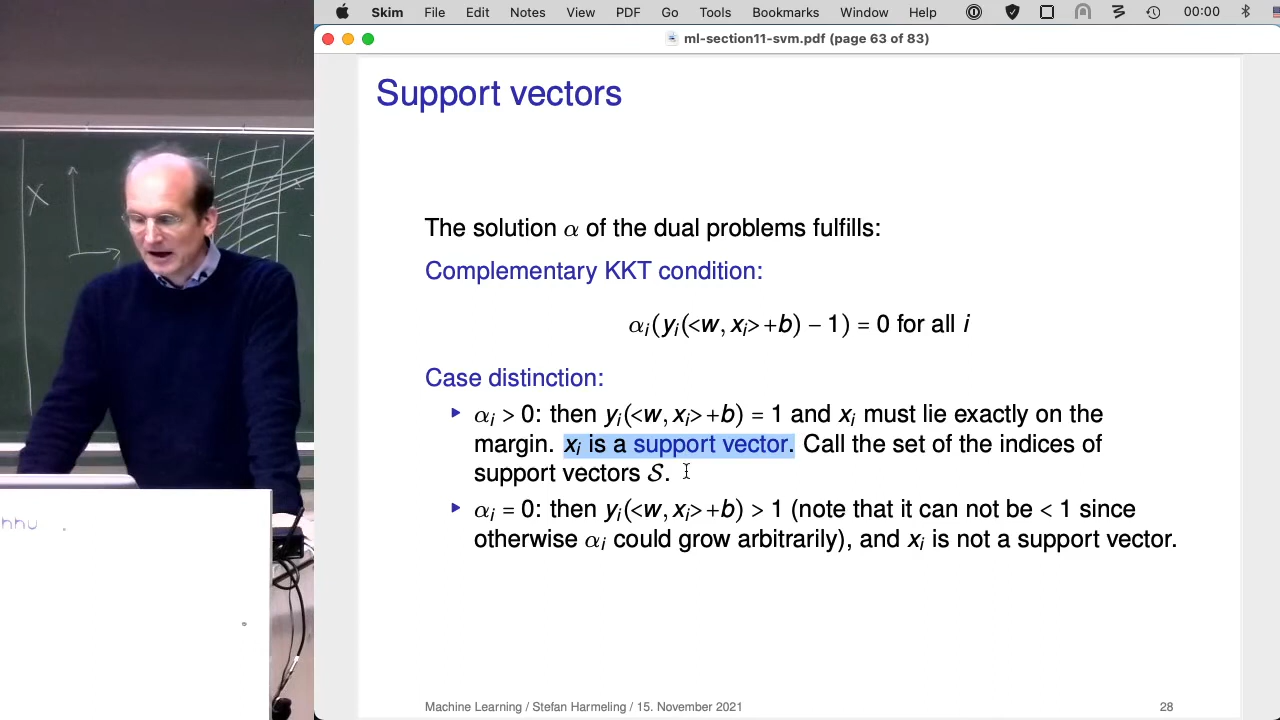 Skim File Edit Notes View PDF Go Tools Bookmarks Window Help 00:00
ml-section11-svm.pdf (page 63 of 83)
Support vectors
The solution α of the dual problems fulfills:
Complementary KKT condition:
αᵢ(yᵢ(<w, xᵢ>+b) − 1) = 0 for all i
Case distinction:
▸ αᵢ > 0: then yᵢ(<w, xᵢ>+b) = 1 and xᵢ must lie exactly on the
margin. xᵢ is a support vector. Call the set of the indices of
support vectors S.
▸ αᵢ = 0: then yᵢ(<w, xᵢ>+b) > 1 (note that it can not be < 1 since
otherwise αᵢ could grow arbitrarily), and xᵢ is not a support vector.
Machine Learning / Stefan Harmeling / 15. November 2021 28
X
hhu